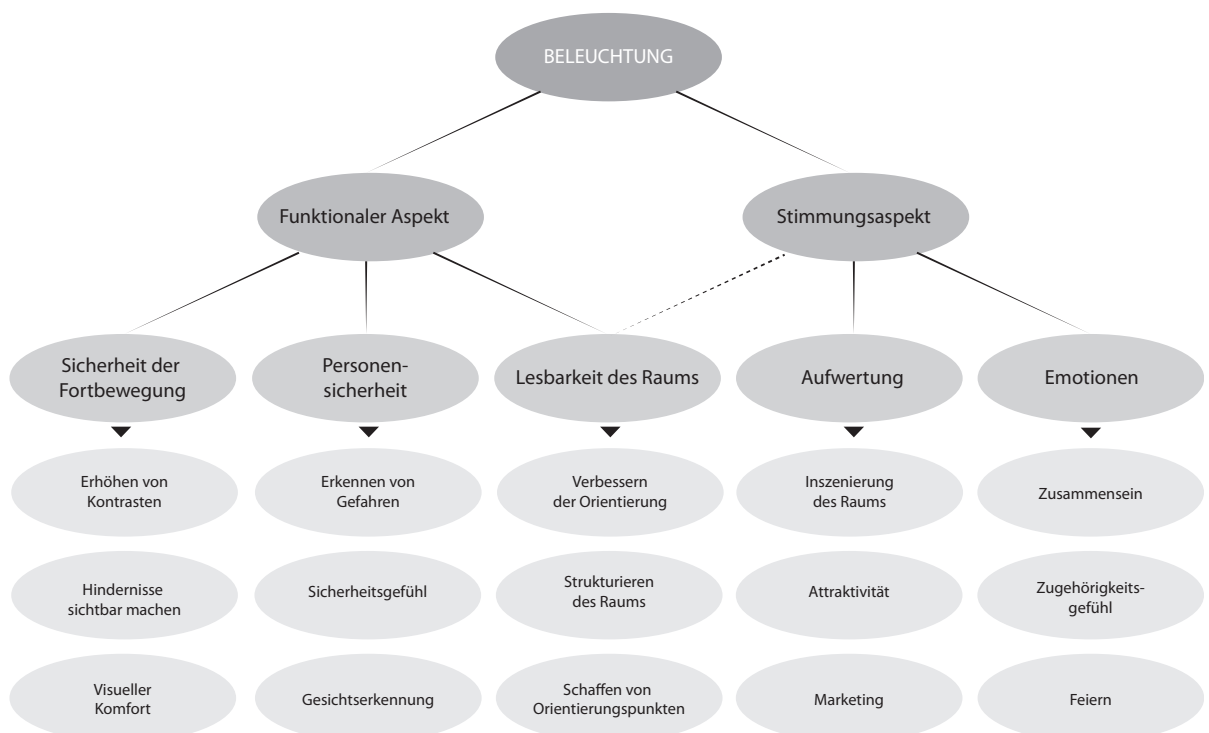 BELEUCHTUNG
Funktionaler Aspekt
Stimmungsaspekt
Sicherheit der
Fortbewegung
Personen-
sicherheit
Lesbarkeit des Raums
Aufwertung
Emotionen
Erhöhen von
Kontrasten
Erkennen von
Gefahren
Verbessern
der Orientierung
Inszenierung
des Raums
Zusammensein
Hindernisse
sichtbar machen
Sicherheitsgefühl
Strukturieren
des Raums
Attraktivität
Zugehörigkeits-
gefühl
Visueller
Komfort
Gesichtserkennung
Schaffen von
Orientierungspunkten
Marketing
Feiern